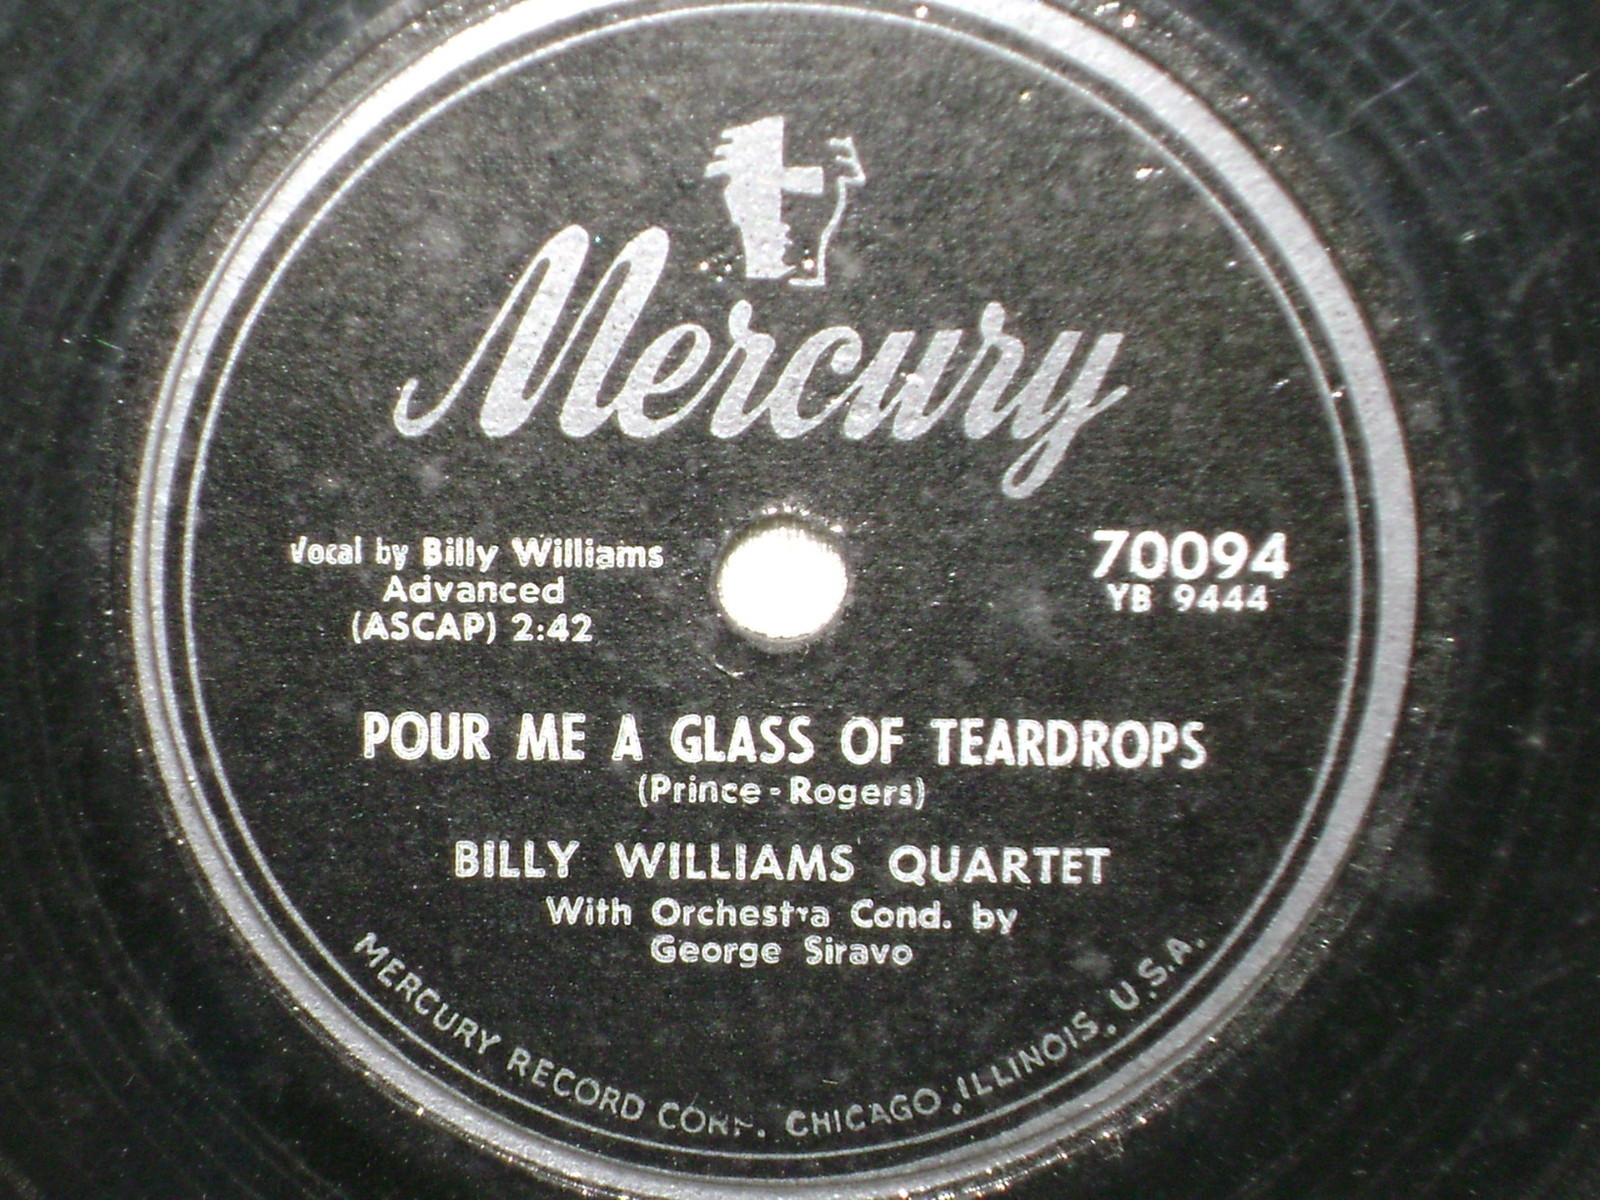 Mercury
Vocal by Billy Williams
Advanced
(ASCAP) 2:42
70094
YB 9444
POUR ME A GLASS OF TEARDROPS
(Prince - Rogers)
BILLY WILLIAMS QUARTET
With Orchestra Cond. by
George Siravo
MERCURY RECORD CORP. CHICAGO, ILLINOIS, U.S.A.